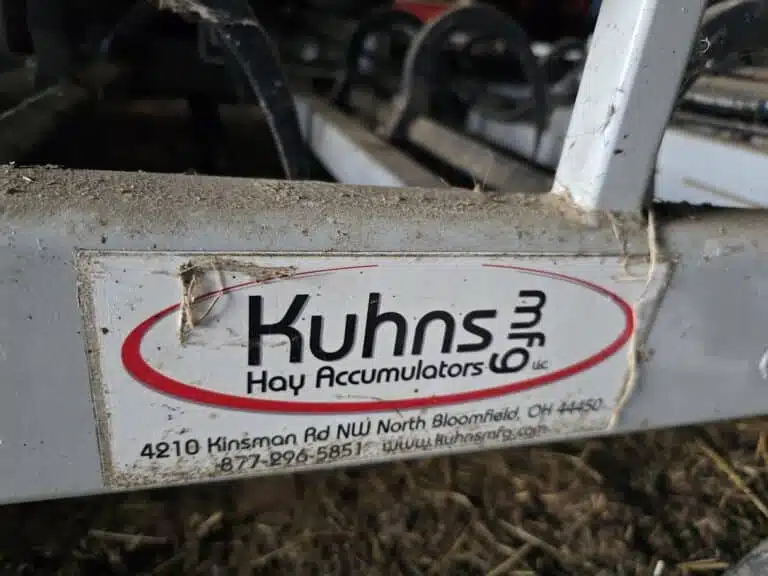 Kuhns mfg LLC
Hay Accumulators
4210 Kinsman Rd NW North Bloomfield, OH 44450
877-296-5851 www.kuhnsmfg.com